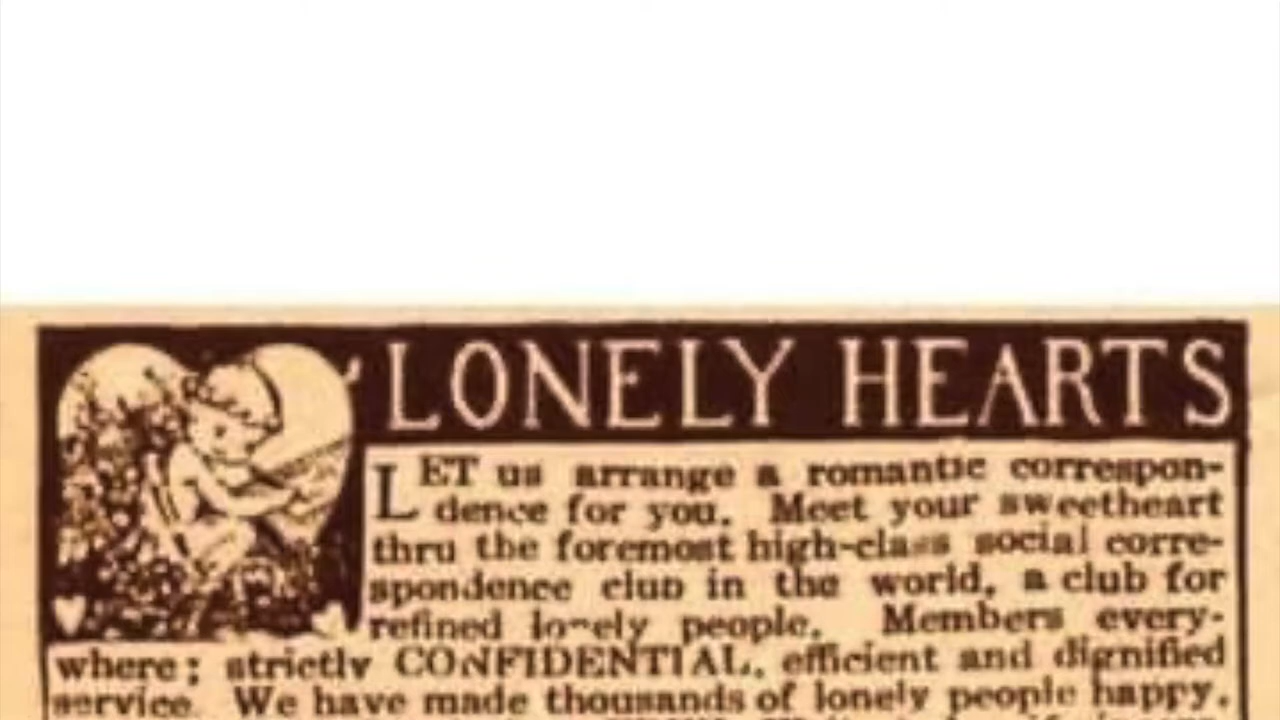 LONELY HEARTS
LET us arrange a romantic correspon-
dence for you. Meet your sweetheart
thru the foremost high-class social corre-
spondence club in the world, a club for
refined lonely people. Members every-
where; strictly CONFIDENTIAL, efficient and dignified
service. We have made thousands of lonely people happy.